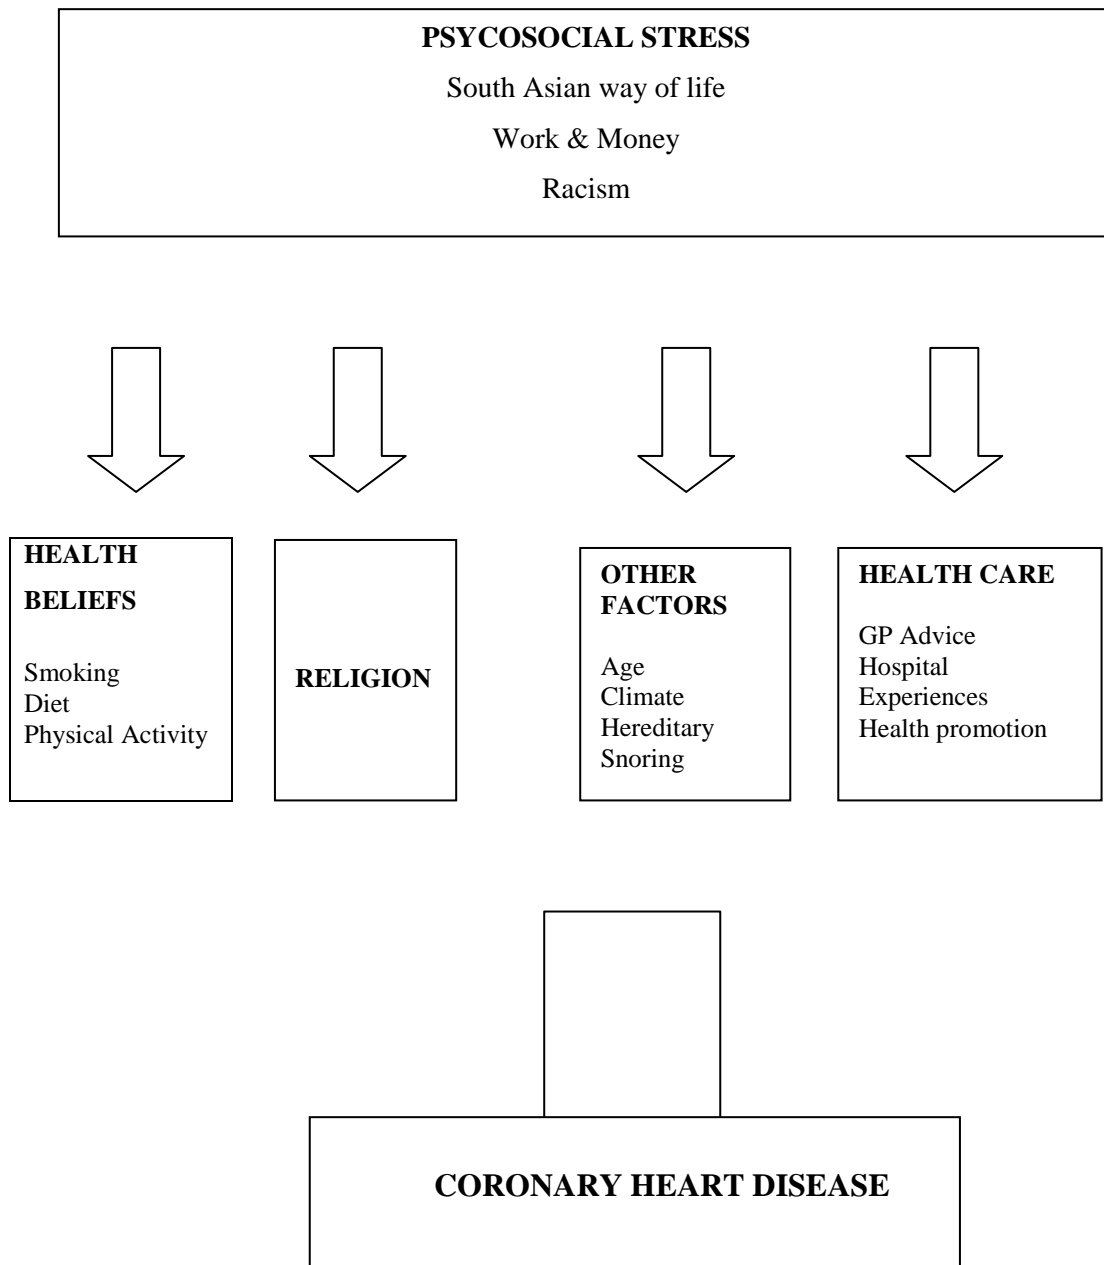 PSYCOSOCIAL STRESS
South Asian way of life
Work & Money
Racism
HEALTH
BELIEFS
Smoking
Diet
Physical Activity
RELIGION
OTHER
FACTORS
Age
Climate
Hereditary
Snoring
HEALTH CARE
GP Advice
Hospital
Experiences
Health promotion
CORONARY HEART DISEASE